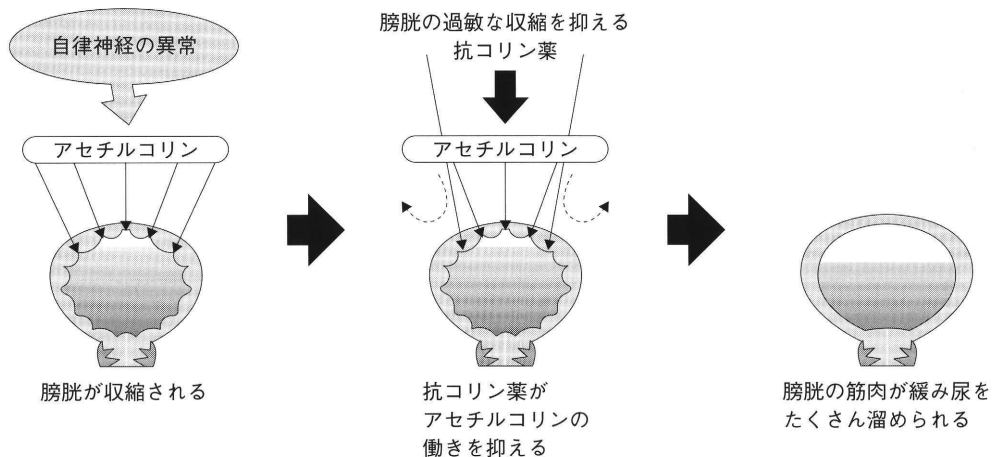 自律神経の異常
アセチルコリン
膀胱が収縮される
膀胱の過敏な収縮を抑える
抗コリン薬
アセチルコリン
抗コリン薬が
アセチルコリンの
働きを抑える
膀胱の筋肉が緩み尿を
たくさん溜められる